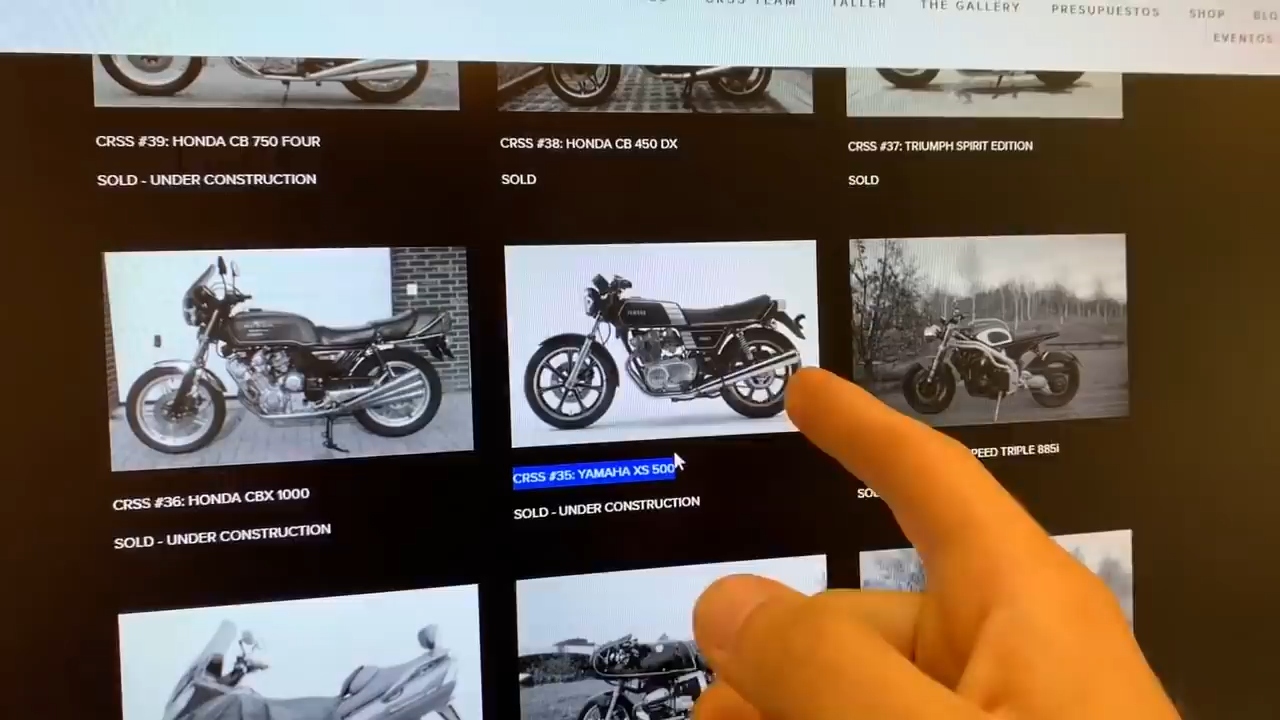 CRSS TEAM
TALLER
THE GALLERY
PRESUPUESTOS
SHOP
EVENTOS
CRSS #39: HONDA CB 750 FOUR
SOLD - UNDER CONSTRUCTION
CRSS #38: HONDA CB 450 DX
SOLD
CRSS #37: TRIUMPH SPIRIT EDITION
SOLD
CRSS #36: HONDA CBX 1000
SOLD - UNDER CONSTRUCTION
CRSS #35: YAMAHA XS 500
SOLD - UNDER CONSTRUCTION
TRIPLE 885i